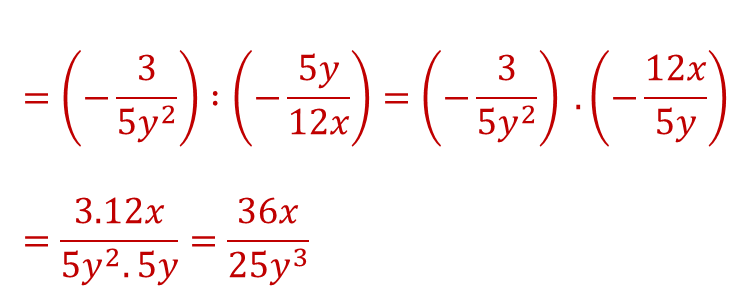 = (− 3/5y²) : (− 5y/12x) = (− 3/5y²) . (− 12x/5y)
= 3.12x/5y². 5y = 36x/25y³